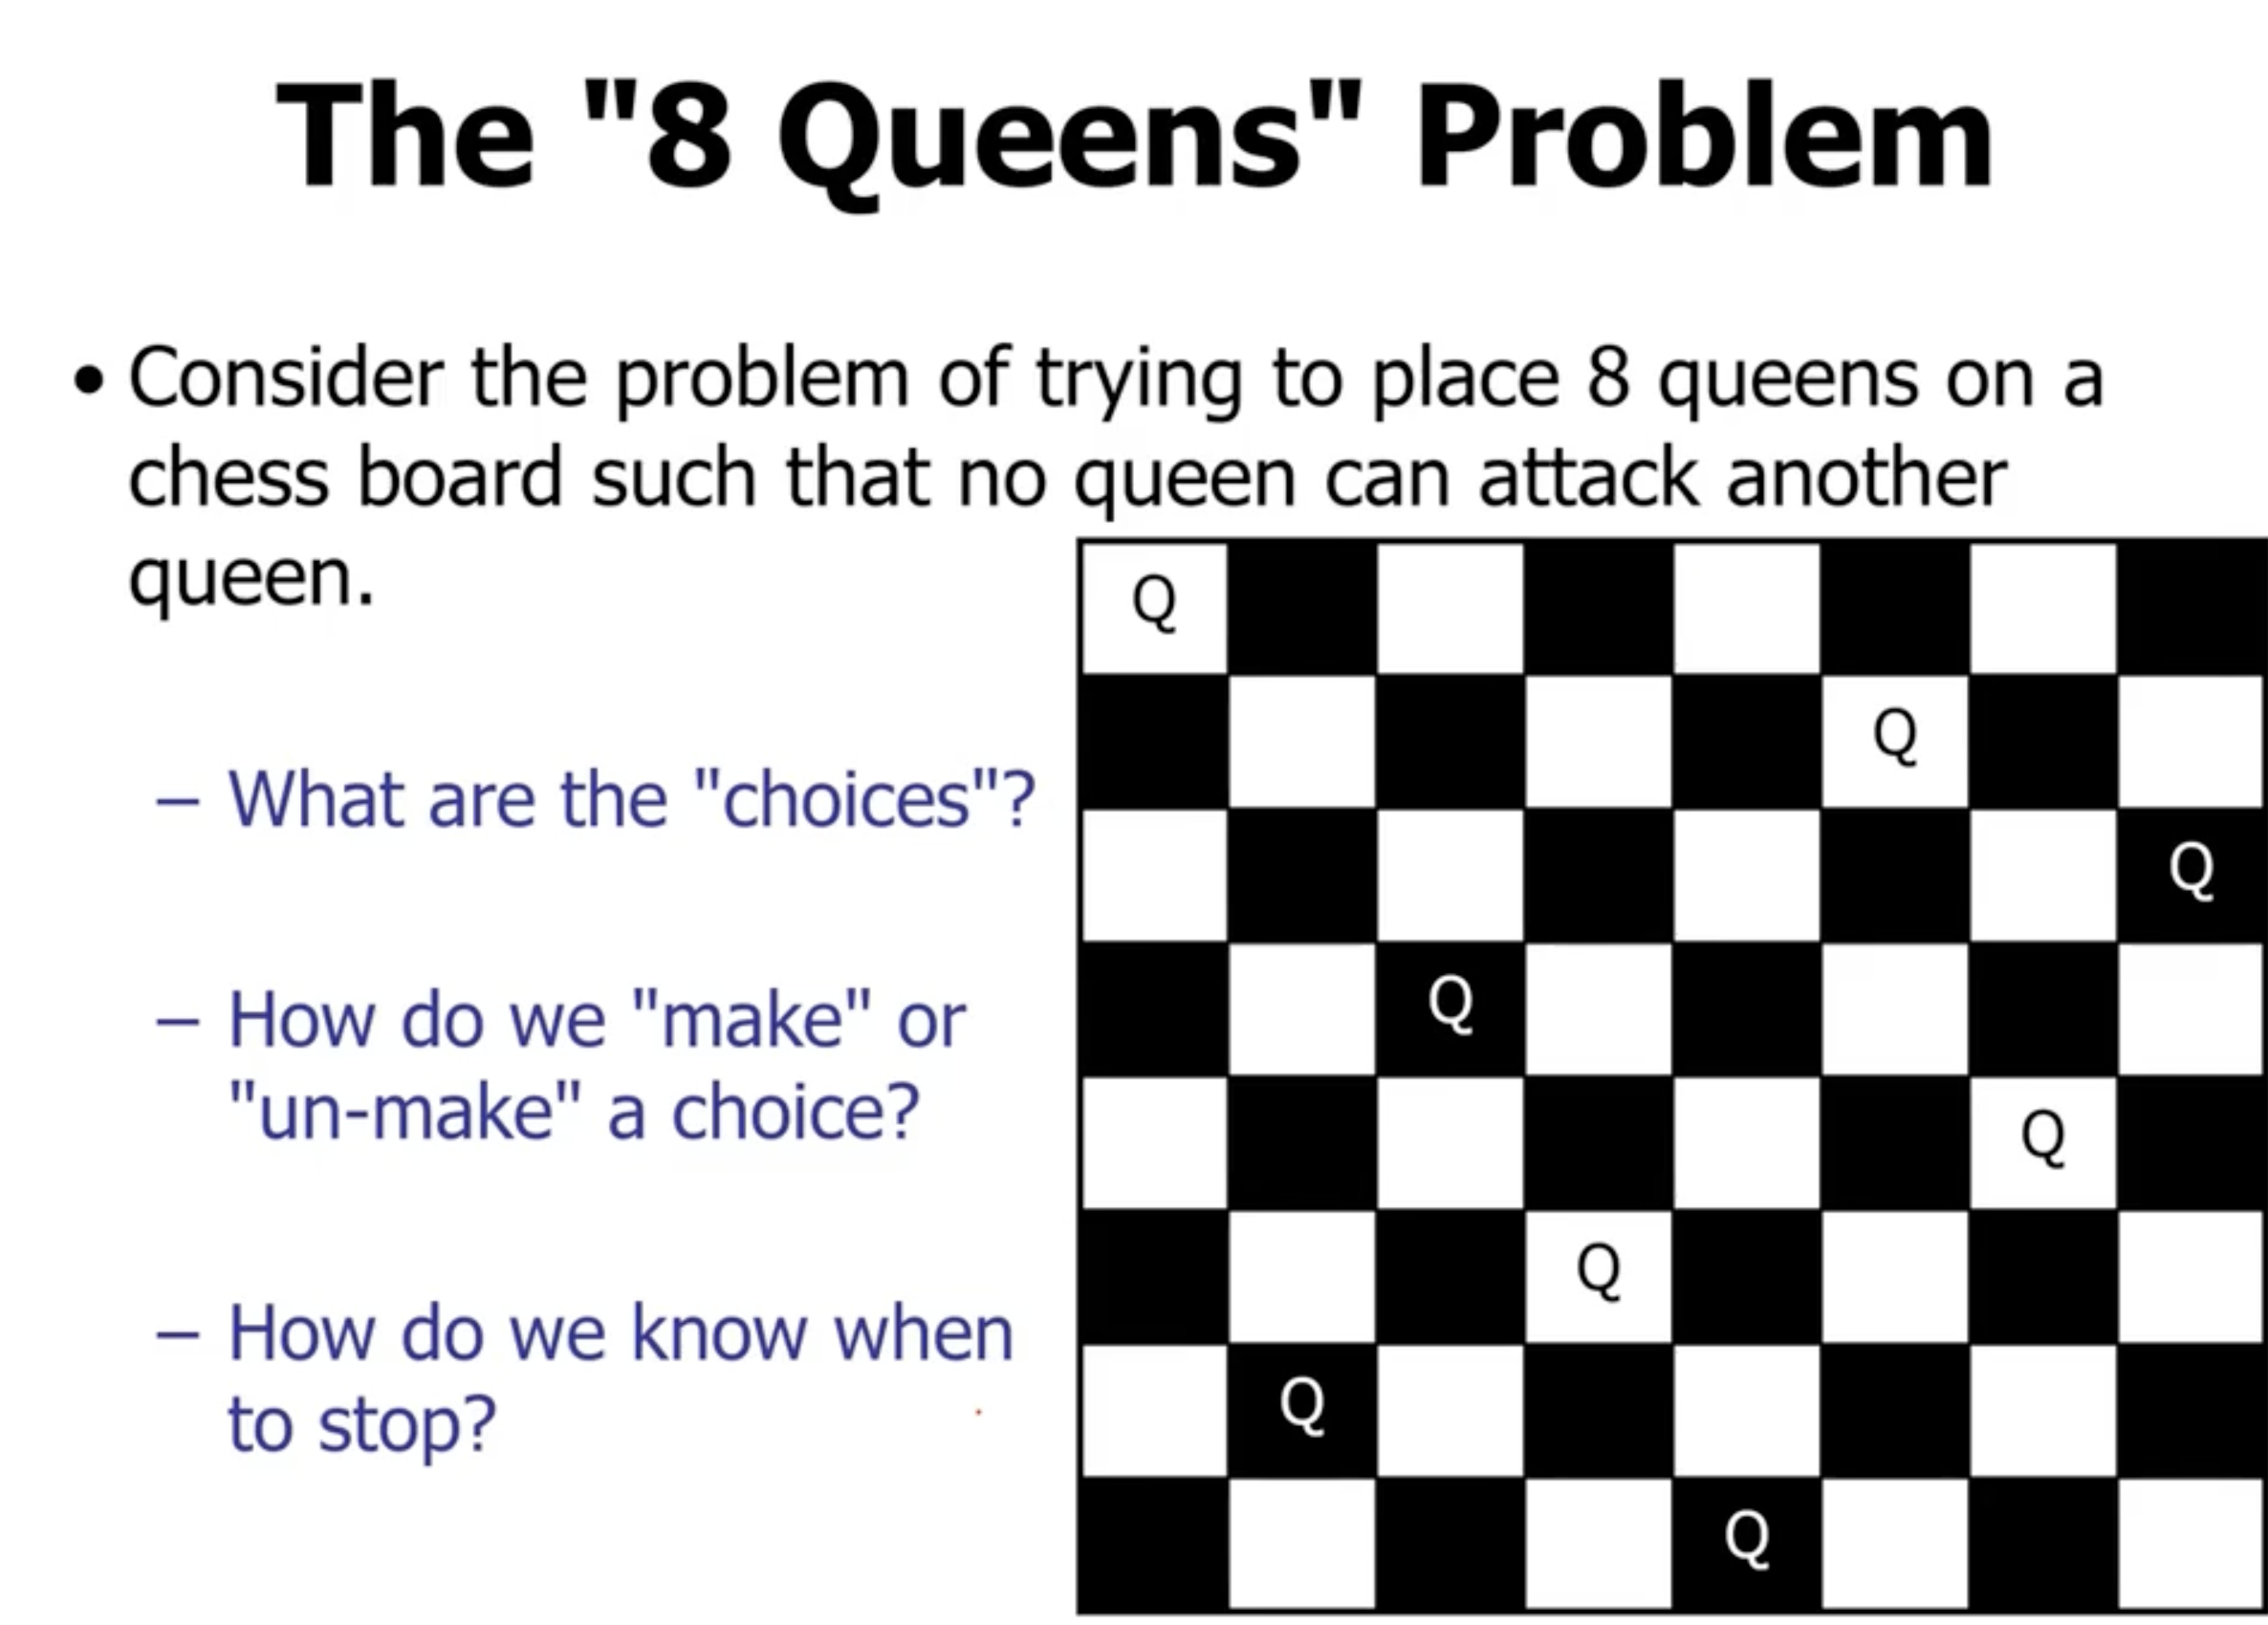 The "8 Queens" Problem
• Consider the problem of trying to place 8 queens on a
chess board such that no queen can attack another
queen.
– What are the "choices"?
– How do we "make" or
"un-make" a choice?
– How do we know when
to stop?
Q
Q
Q
Q
Q
Q
Q
Q